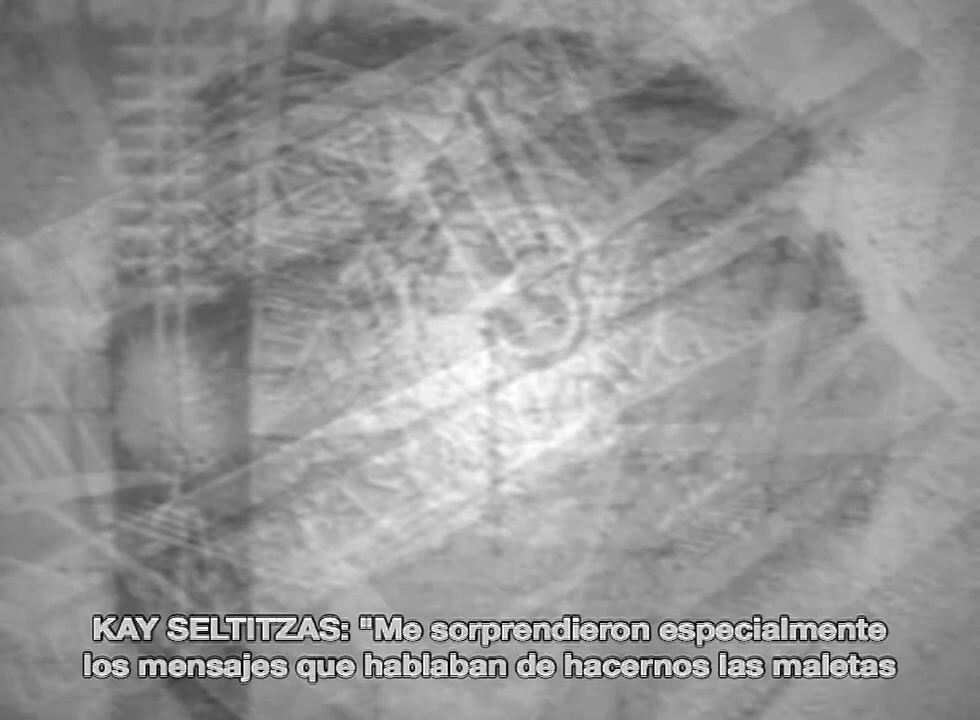 KAY SELTITZAS: "Me sorprendieron especialmente
los mensajes que hablaban de hacernos las maletas